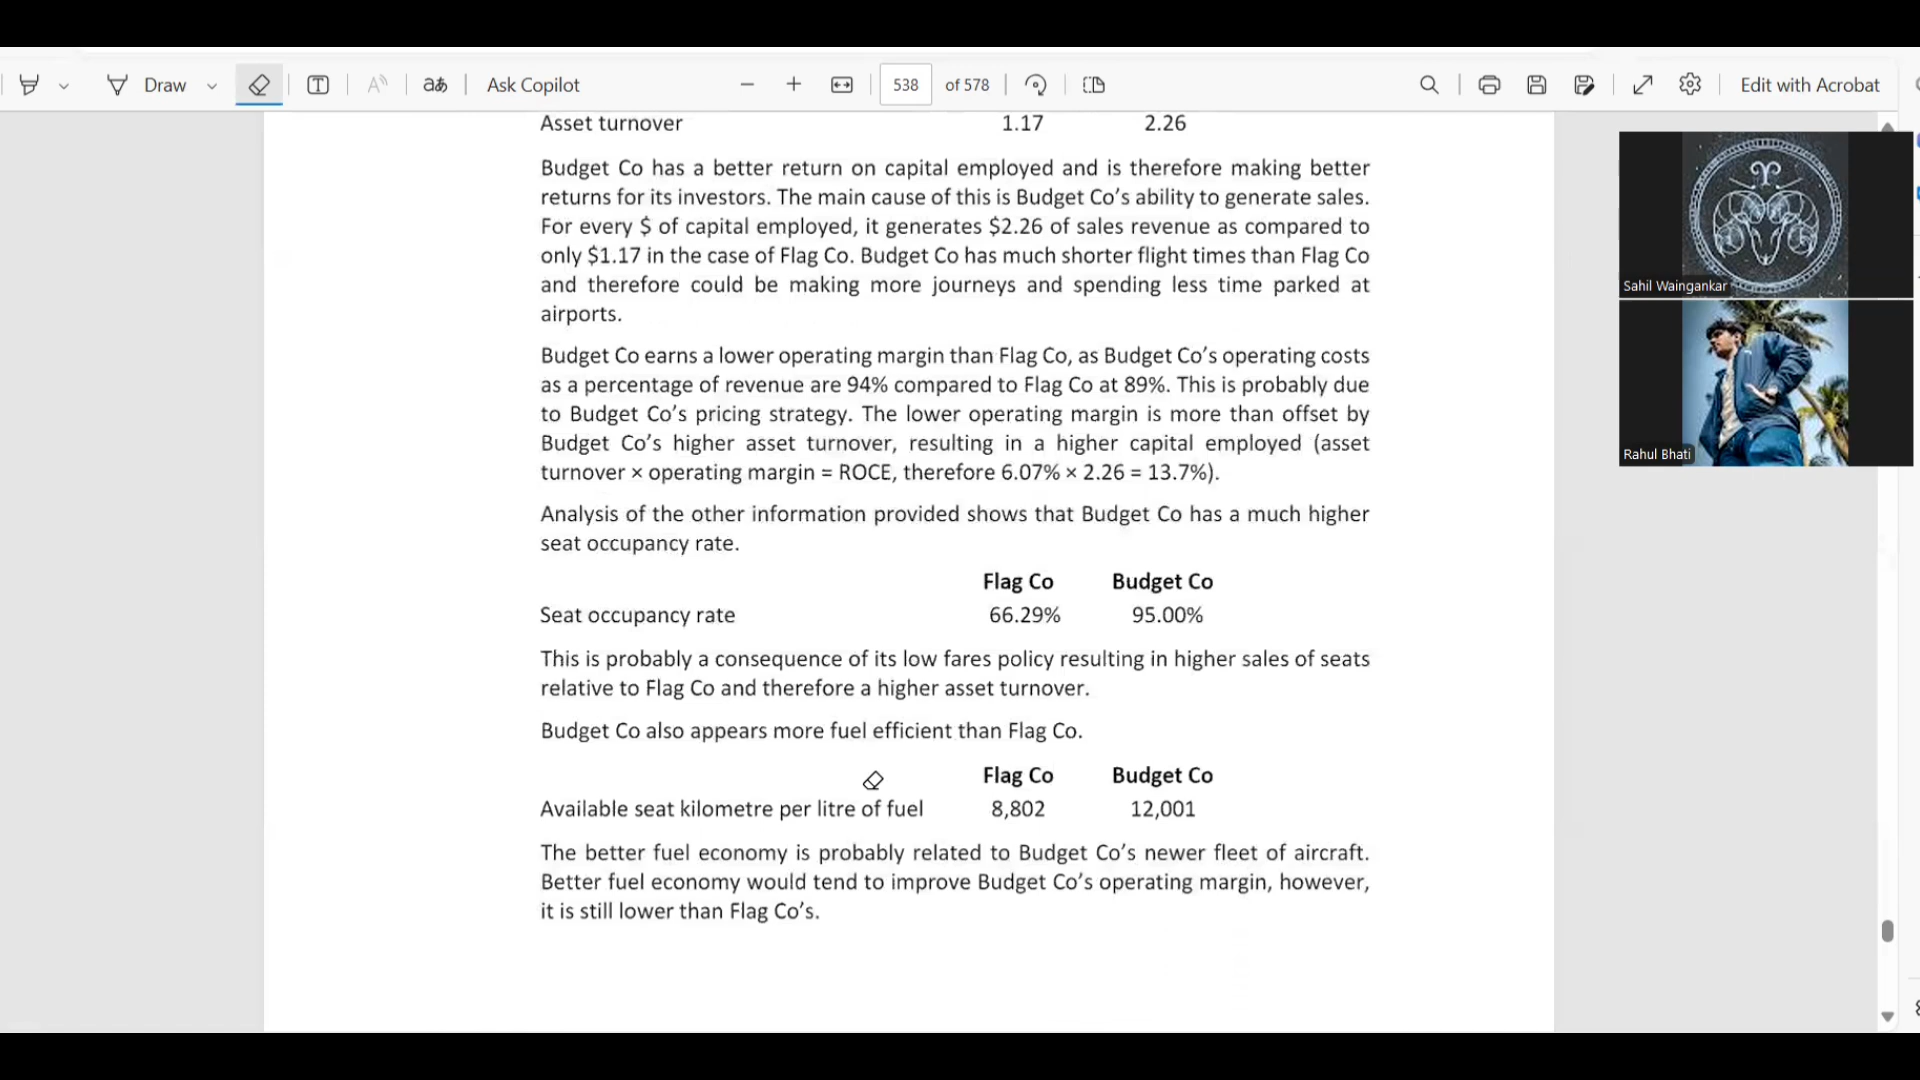 Draw
aあ
Ask Copilot
538
of 578
Edit with Acrobat
Asset turnover 1.17 2.26
Budget Co has a better return on capital employed and is therefore making better
returns for its investors. The main cause of this is Budget Co’s ability to generate sales.
For every $ of capital employed, it generates $2.26 of sales revenue as compared to
only $1.17 in the case of Flag Co. Budget Co has much shorter flight times than Flag Co
and therefore could be making more journeys and spending less time parked at
airports.
Budget Co earns a lower operating margin than Flag Co, as Budget Co’s operating costs
as a percentage of revenue are 94% compared to Flag Co at 89%. This is probably due
to Budget Co’s pricing strategy. The lower operating margin is more than offset by
Budget Co’s higher asset turnover, resulting in a higher capital employed (asset
turnover × operating margin = ROCE, therefore 6.07% × 2.26 = 13.7%).
Analysis of the other information provided shows that Budget Co has a much higher
seat occupancy rate.
Flag Co Budget Co
Seat occupancy rate 66.29% 95.00%
This is probably a consequence of its low fares policy resulting in higher sales of seats
relative to Flag Co and therefore a higher asset turnover.
Budget Co also appears more fuel efficient than Flag Co.
Flag Co Budget Co
Available seat kilometre per litre of fuel 8,802 12,001
The better fuel economy is probably related to Budget Co’s newer fleet of aircraft.
Better fuel economy would tend to improve Budget Co’s operating margin, however,
it is still lower than Flag Co’s.
Sahil Waingankar
Rahul Bhati